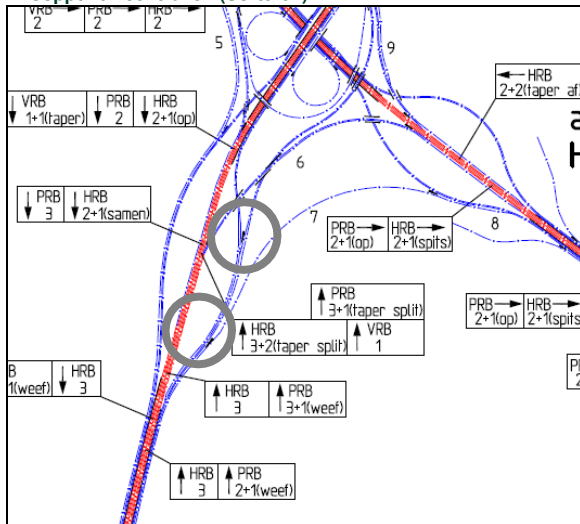 VRB PRB HRB
2 2 2
5
9
HRB
2+2(taper af)
VRB PRB HRB
1+1(taper) 2 2+1(op)
6
PRB HRB
3 2+1(samen)
7
PRB HRB
2+1(op) 2+1(spits)
8
PRB
3+1(taper split)
PRB HRB
2+1(op) 2+1(spits
HRB VRB
3+2(taper split) 1
HRB
1(weef) 3
HRB PRB
3 3+1(weef)
HRB PRB
3 2+1(weef)